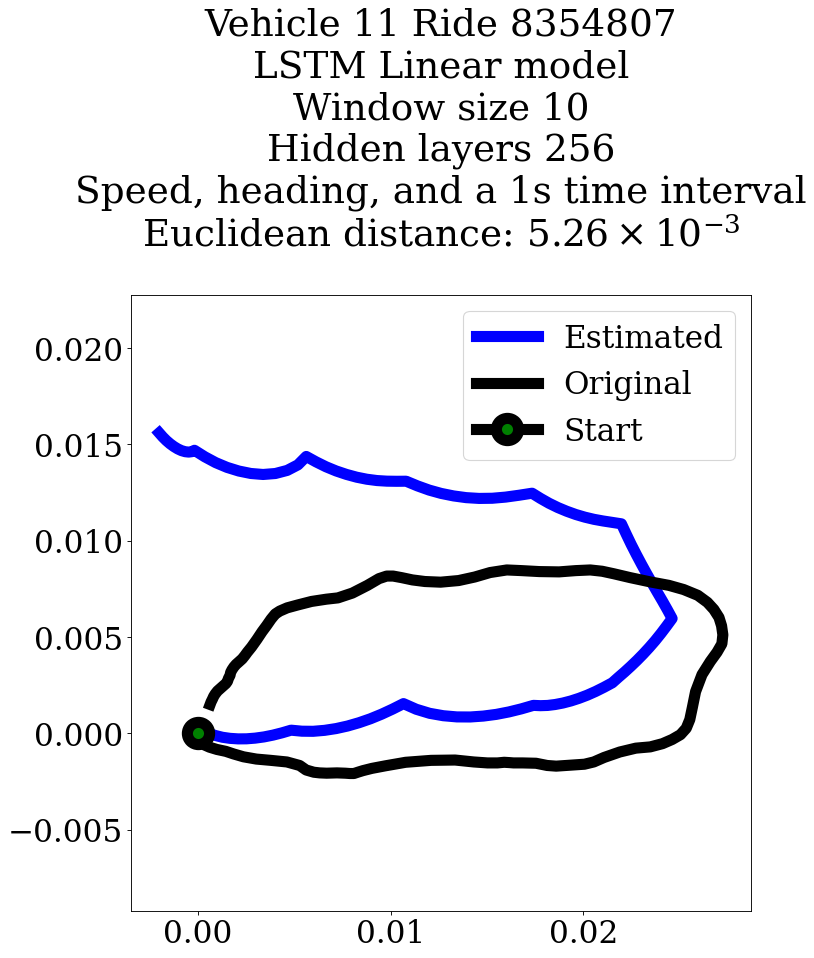 Vehicle 11 Ride 8354807
LSTM Linear model
Window size 10
Hidden layers 256
Speed, heading, and a 1s time interval
Euclidean distance: 5.26 × 10⁻³
Estimated
Original
Start
0.020
0.015
0.010
0.005
0.000
−0.005
0.00 0.01 0.02